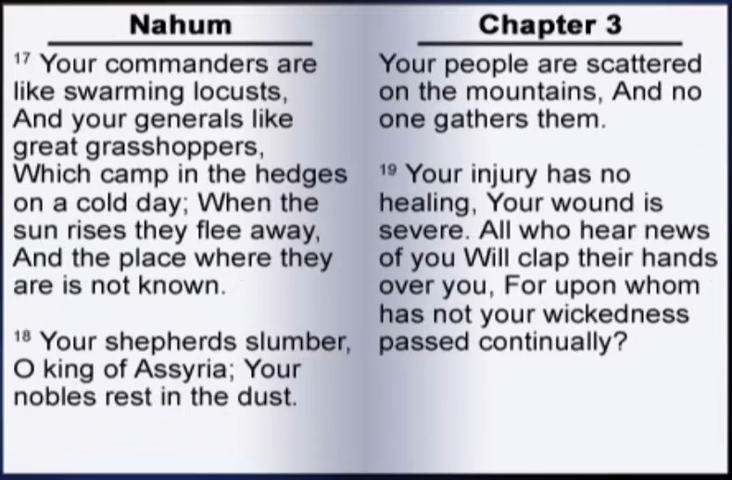 Nahum
17 Your commanders are
like swarming locusts,
And your generals like
great grasshoppers,
Which camp in the hedges
on a cold day; When the
sun rises they flee away,
And the place where they
are is not known.
18 Your shepherds slumber,
O king of Assyria; Your
nobles rest in the dust.
Chapter 3
Your people are scattered
on the mountains, And no
one gathers them.
19 Your injury has no
healing, Your wound is
severe. All who hear news
of you Will clap their hands
over you, For upon whom
has not your wickedness
passed continually?